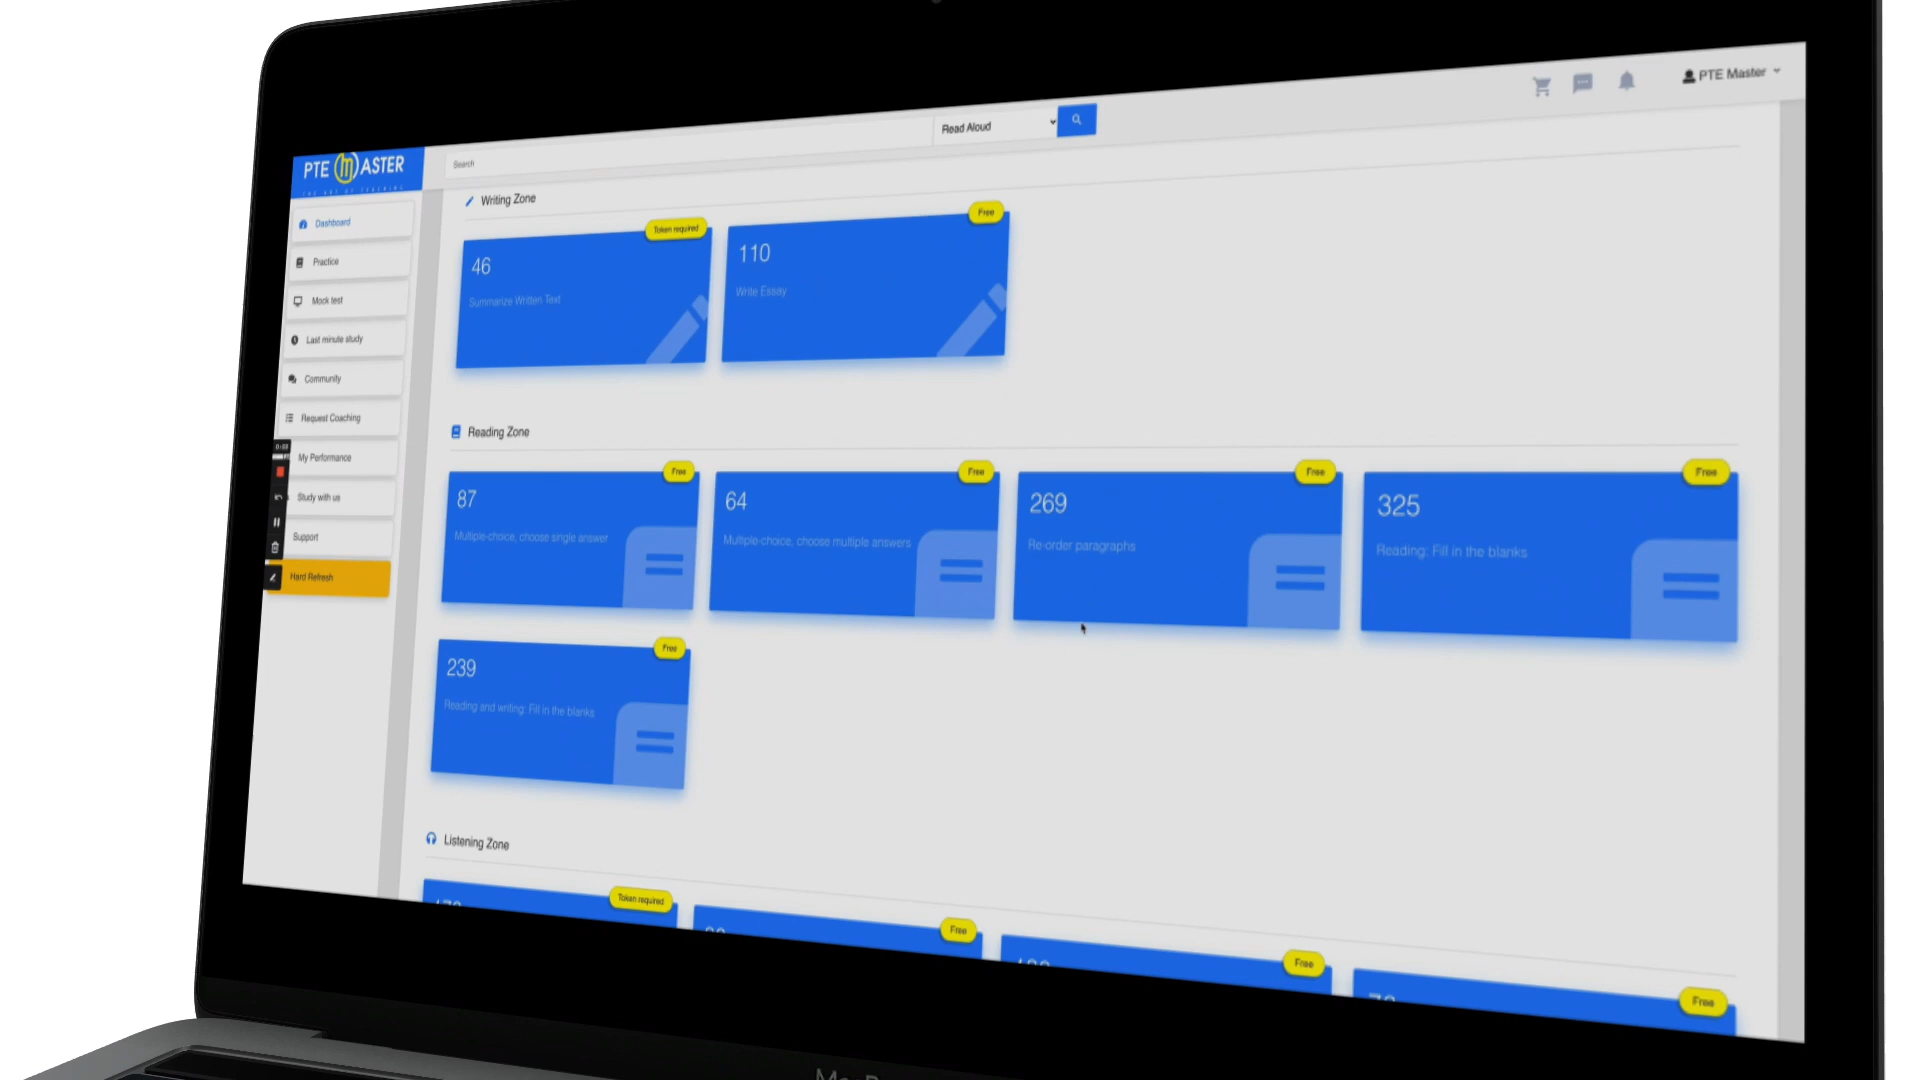 PTE MASTER
THE ART OF TEACHING
Search
Read Aloud
PTE Master
Dashboard
Practice
Mock test
Last minute study
Community
Request Coaching
My Performance
Study with us
Support
Hard Refresh
Writing Zone
Token required
46
Summarize Written Text
Free
110
Write Essay
Reading Zone
Free
87
Multiple-choice, choose single answer
Free
64
Multiple-choice, choose multiple answers
Free
269
Re-order paragraphs
Free
325
Reading: Fill in the blanks
Free
239
Reading and writing: Fill in the blanks
Listening Zone
Token required
Free
Free
Free